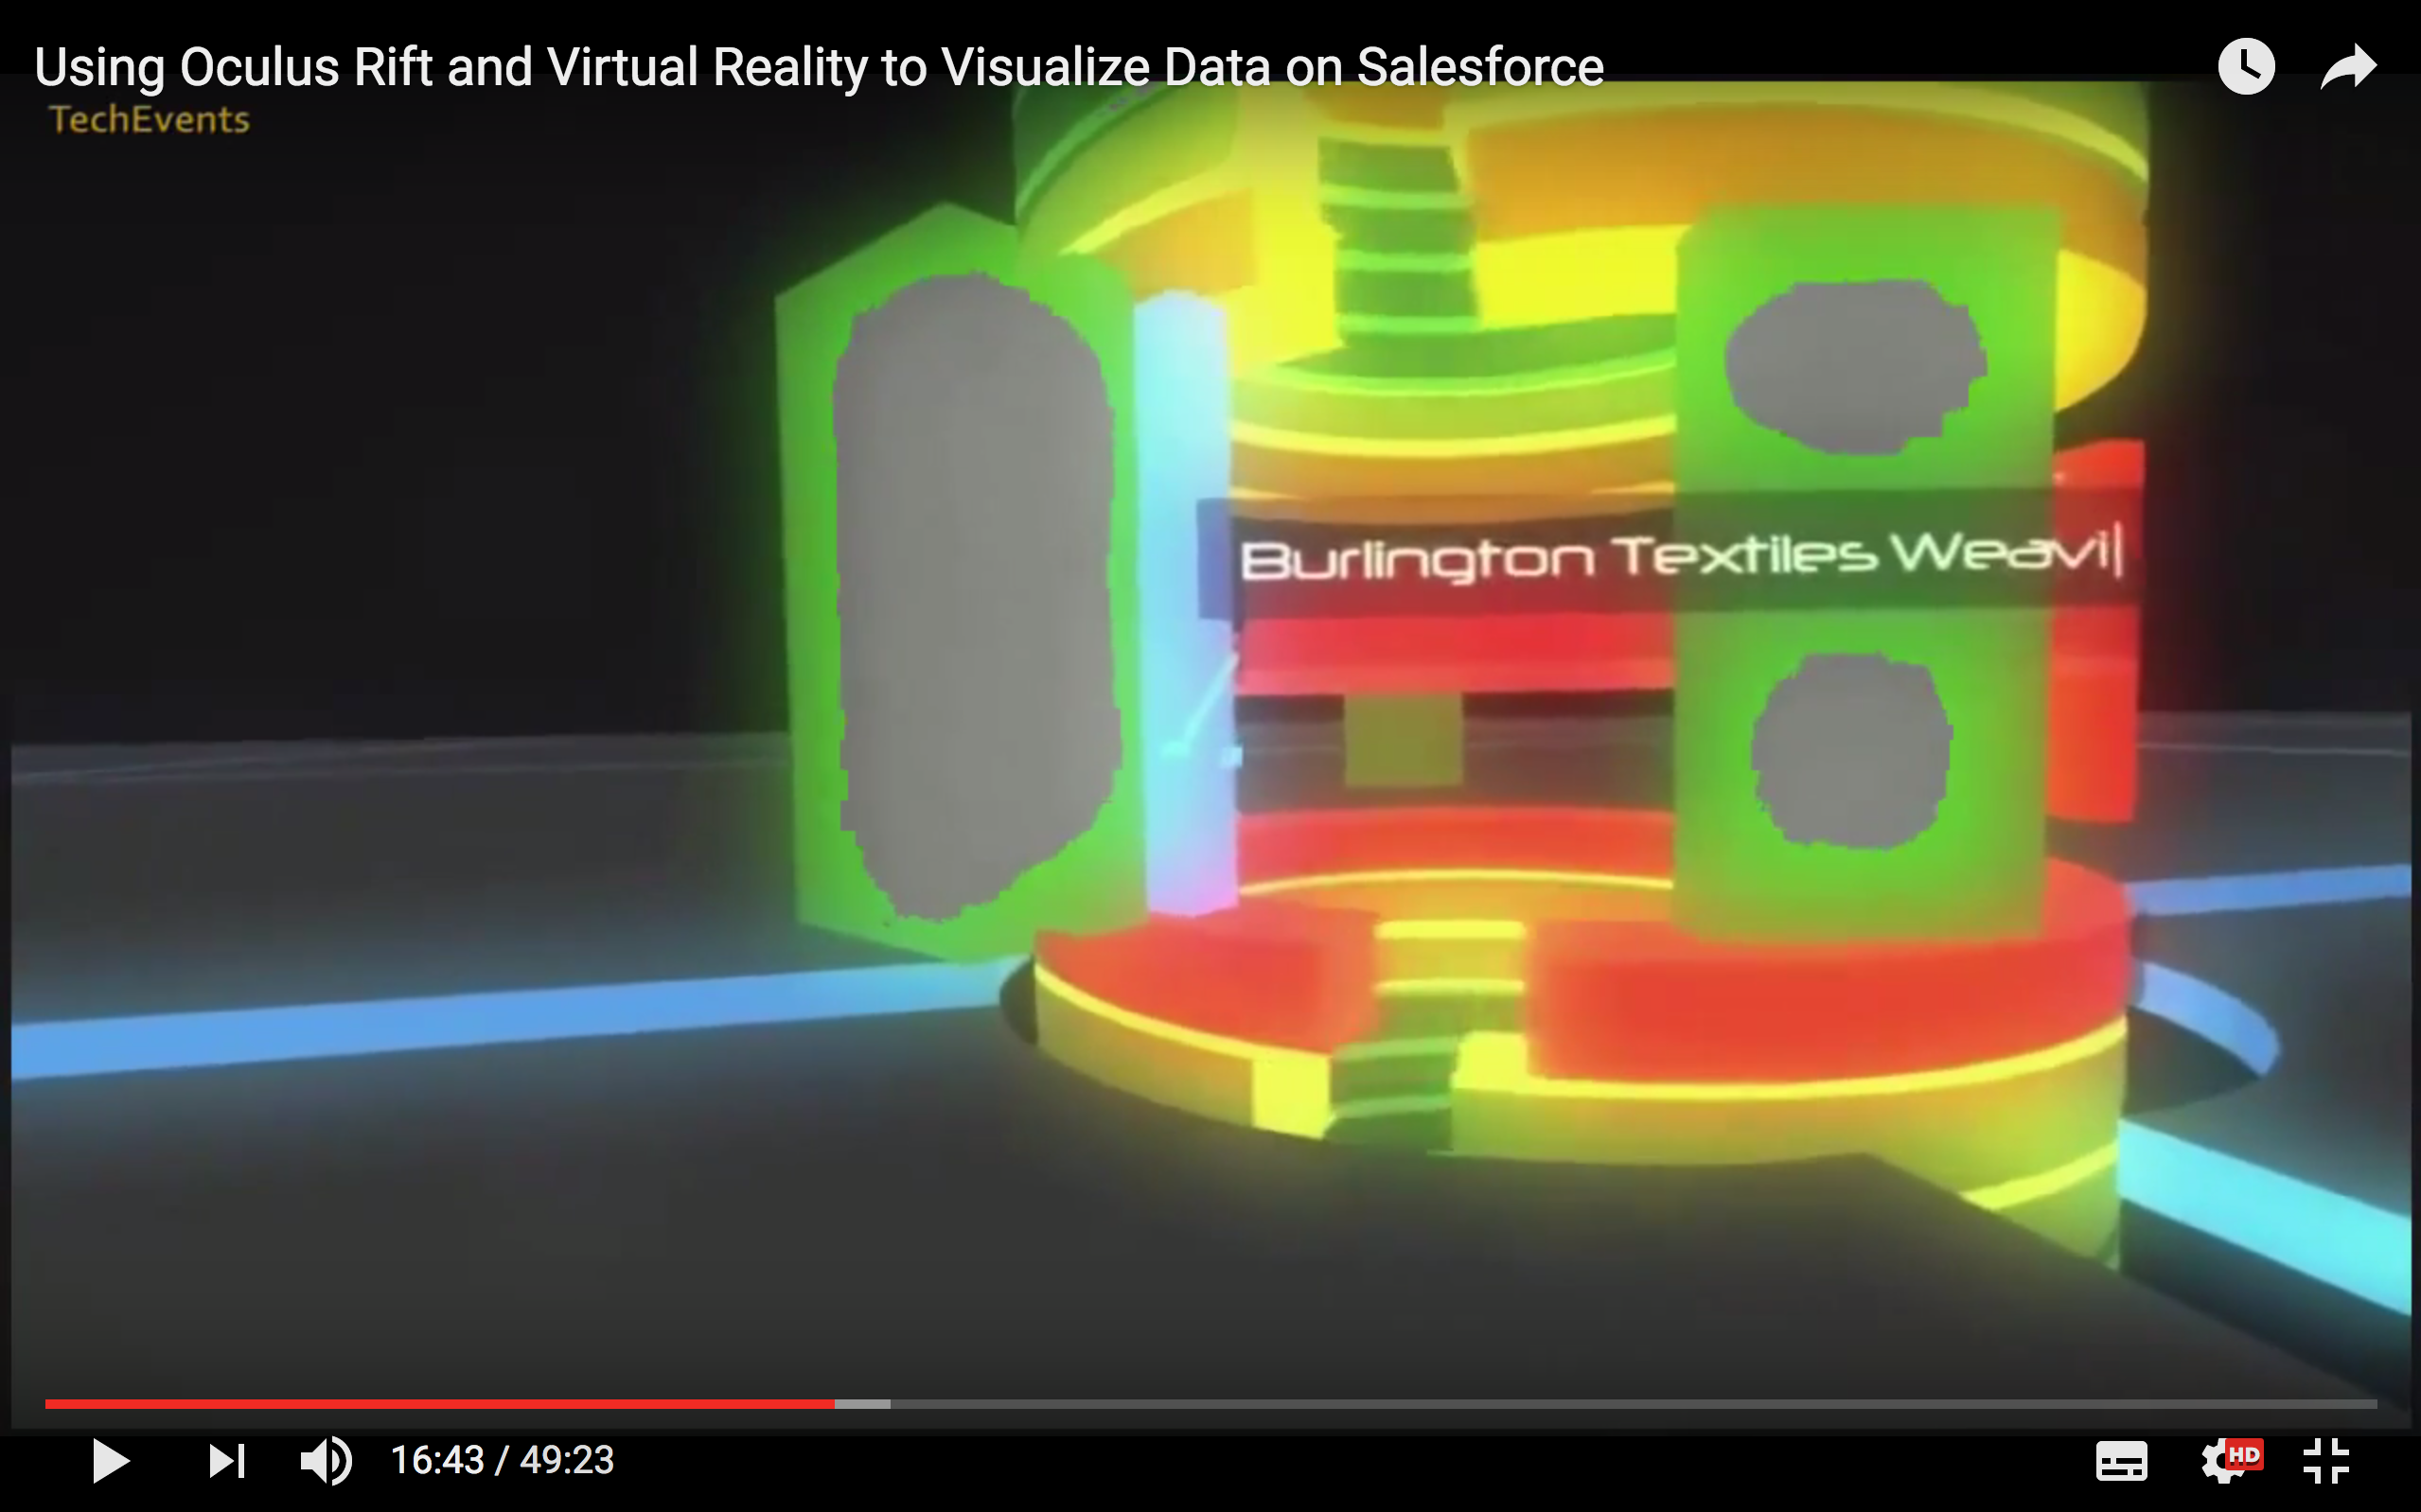 Using Oculus Rift and Virtual Reality to Visualize Data on Salesforce
TechEvents
Burlington Textiles Weavi
16:43 / 49:23
HD